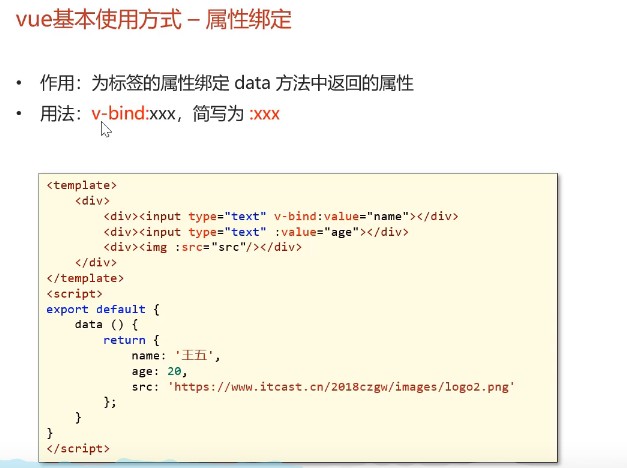 vue基本使用方式 – 属性绑定
• 作用：为标签的属性绑定 data 方法中返回的属性
• 用法：v-bind:xxx，简写为 :xxx
<template>
    <div>
        <div><input type="text" v-bind:value="name"></div>
        <div><input type="text" :value="age"></div>
        <div><img :src="src"/></div>
    </div>
</template>
<script>
export default {
    data () {
        return {
            name: '王五',
            age: 20,
            src: 'https://www.itcast.cn/2018czgw/images/logo2.png'
        };
    }
}
</script>